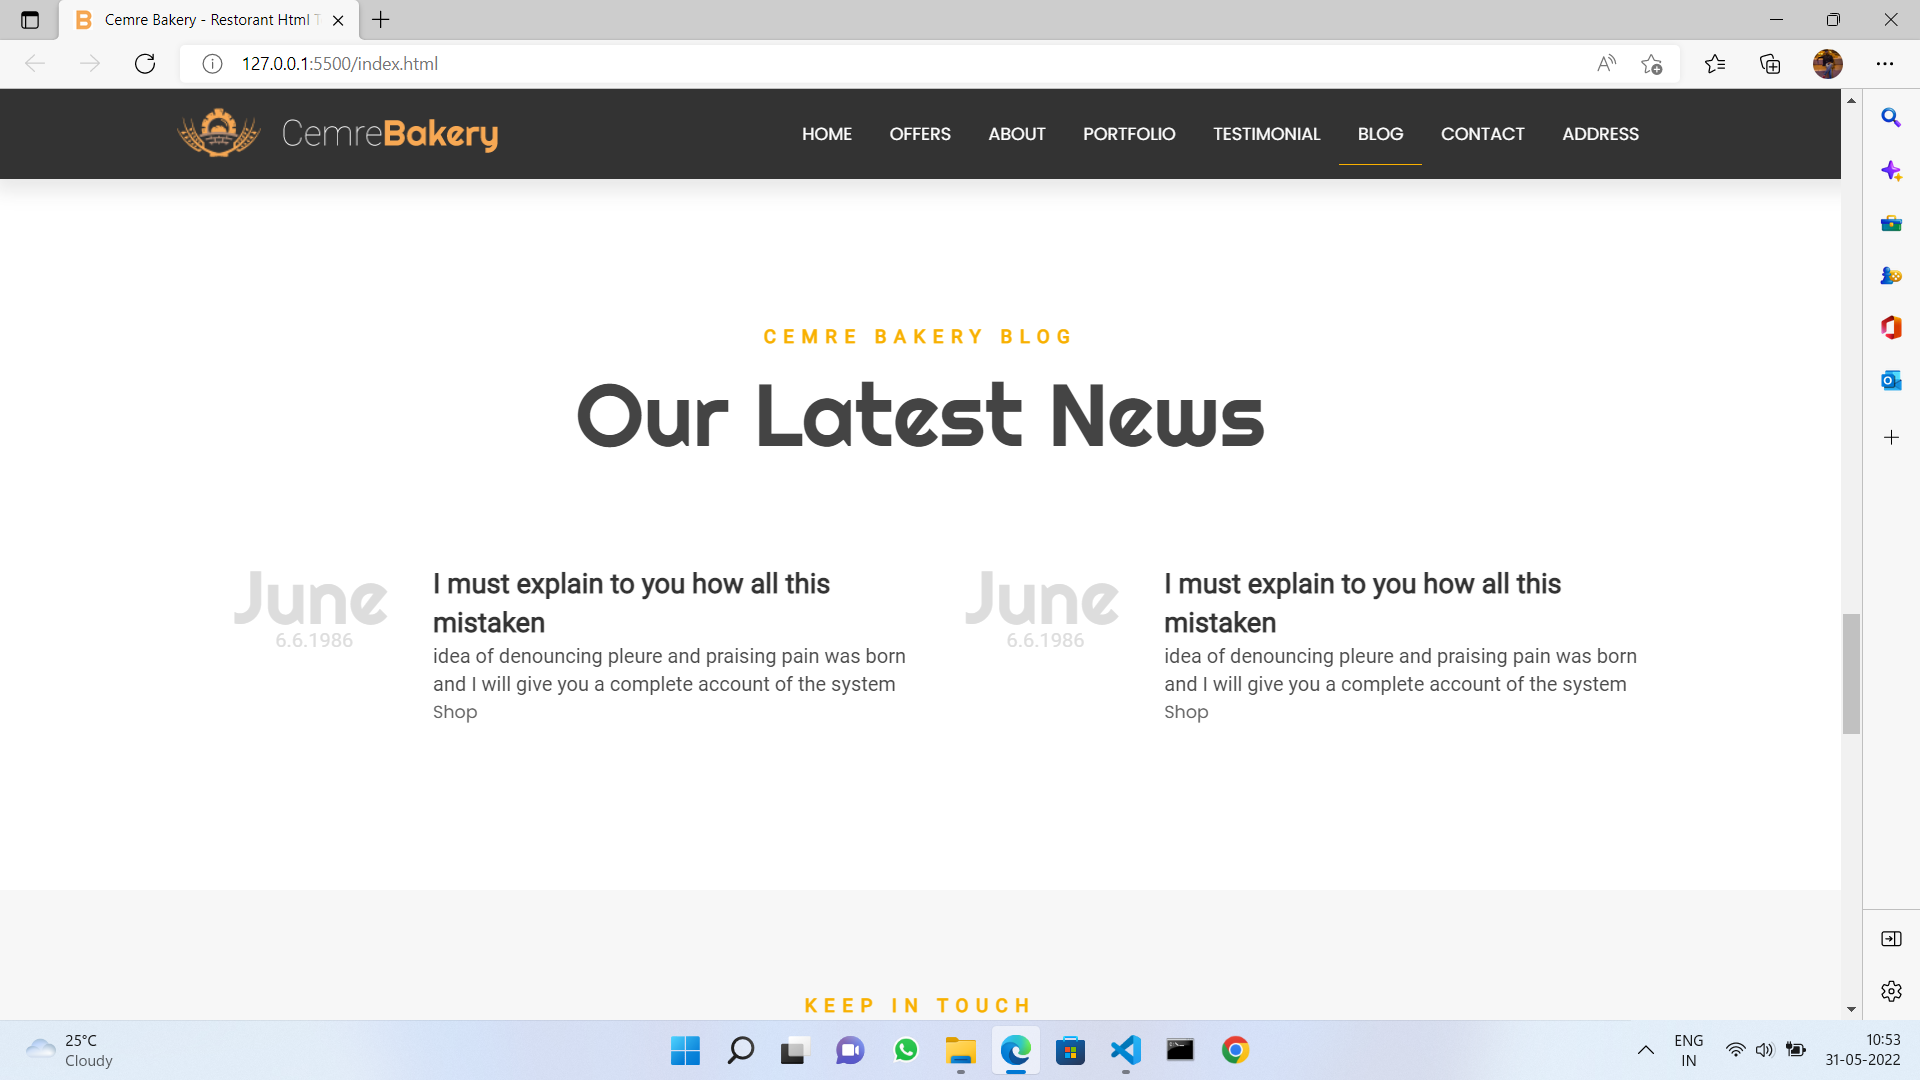 Cemre Bakery - Restorant Html T
127.0.0.1:5500/index.html
CemreBakery
HOME OFFERS ABOUT PORTFOLIO TESTIMONIAL BLOG CONTACT ADDRESS
CEMRE BAKERY BLOG
Our Latest News
June
6.6.1986
I must explain to you how all this
mistaken
idea of denouncing pleure and praising pain was born
and I will give you a complete account of the system
Shop
June
6.6.1986
I must explain to you how all this
mistaken
idea of denouncing pleure and praising pain was born
and I will give you a complete account of the system
Shop
KEEP IN TOUCH
25°C
Cloudy
ENG
IN
10:53
31-05-2022